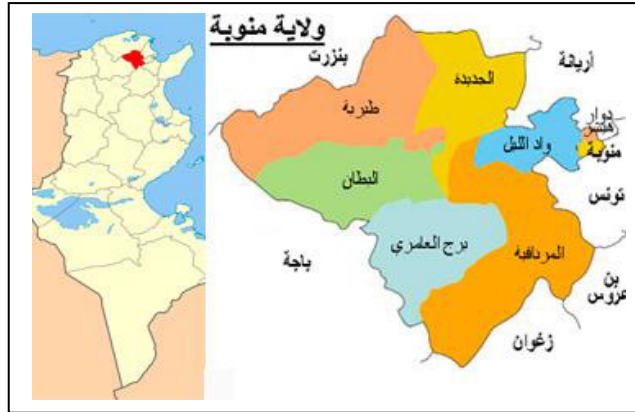 ولاية منوبة
بنزرت
أريانة
الجديدة
طبربة
دوار
هيشر
منوبة
واد الليل
تونس
البطان
المرناقية
برج العامري
باجة
بن
عروس
زغوان